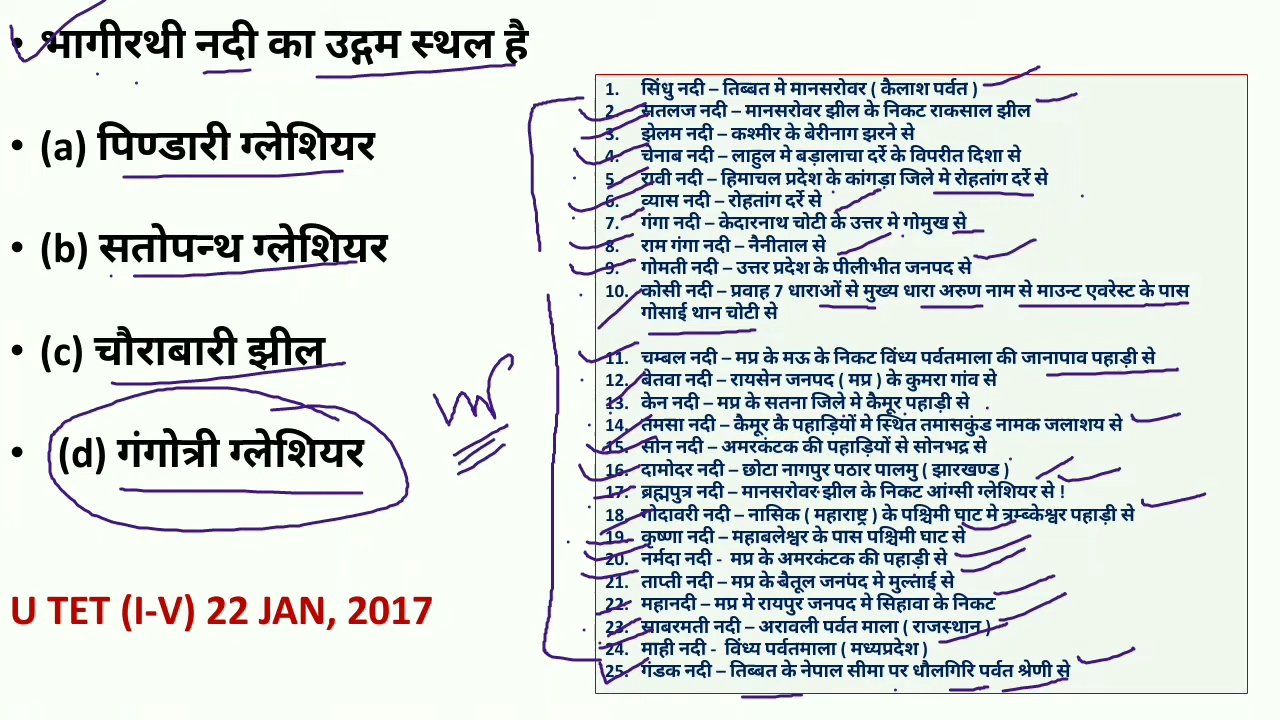 • भागीरथी नदी का उद्गम स्थल है
• (a) पिण्डारी ग्लेशियर
• (b) सतोपन्थ ग्लेशियर
• (c) चौराबारी झील
• (d) गंगोत्री ग्लेशियर
U TET (I-V) 22 JAN, 2017
1. सिंधु नदी – तिब्बत मे मानसरोवर ( कैलाश पर्वत )
2. सतलज नदी – मानसरोवर झील के निकट राकसाल झील
3. झेलम नदी – कश्मीर के बेरीनाग झरने से
4. चेनाब नदी – लाहुल मे बड़ालाचा दर्रे के विपरीत दिशा से
5. रावी नदी – हिमाचल प्रदेश के कांगड़ा जिले मे रोहतांग दर्रे से
6. व्यास नदी – रोहतांग दर्रे से
7. गंगा नदी – केदारनाथ चोटी के उत्तर मे गोमुख से
8. राम गंगा नदी – नैनीताल से
9. गोमती नदी – उत्तर प्रदेश के पीलीभीत जनपद से
10. कोसी नदी – प्रवाह 7 धाराओं से मुख्य धारा अरुण नाम से माउन्ट एवरेस्ट के पास
गोसाई थान चोटी से
11. चम्बल नदी – मप्र के मऊ के निकट विंध्य पर्वतमाला की जानापाव पहाड़ी से
12. बेतवा नदी – रायसेन जनपद ( मप्र ) के कुमरा गांव से
13. केन नदी – मप्र के सतना जिले मे कैमूर पहाड़ी से
14. तमसा नदी – कैमूर के पहाड़ियों मे स्थित तमासकुंड नामक जलाशय से
15. सोन नदी – अमरकंटक की पहाड़ियों से सोनभद्र से
16. दामोदर नदी – छोटा नागपुर पठार पालमु ( झारखण्ड )
17. ब्रह्मपुत्र नदी – मानसरोवर झील के निकट आंग्सी ग्लेशियर से !
18. गोदावरी नदी – नासिक ( महाराष्ट्र ) के पश्चिमी घाट मे त्रम्ब्केश्वर पहाड़ी से
19. कृष्णा नदी – महाबलेश्वर के पास पश्चिमी घाट से
20. नर्मदा नदी - मप्र के अमरकंटक की पहाड़ी से
21. ताप्ती नदी – मप्र के बैतूल जनपद मे मुल्ताई से
22. महानदी – मप्र मे रायपुर जनपद मे सिहावा के निकट
23. साबरमती नदी – अरावली पर्वत माला ( राजस्थान )
24. माही नदी - विंध्य पर्वतमाला ( मध्यप्रदेश )
25. गंडक नदी – तिब्बत के नेपाल सीमा पर धौलगिरि पर्वत श्रेणी से